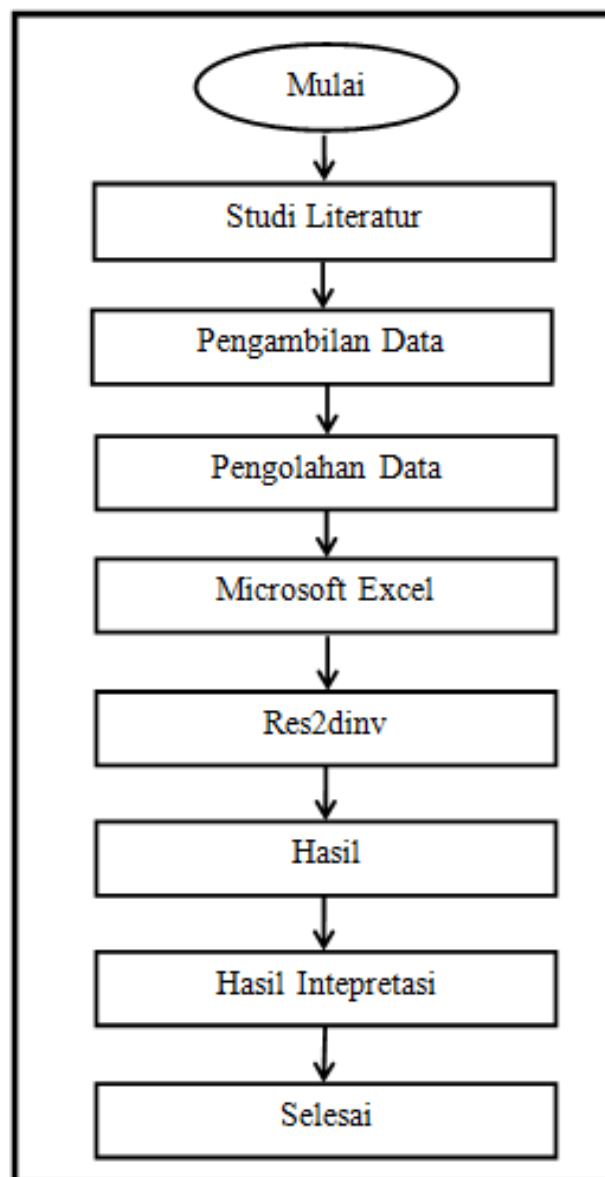 Mulai
Studi Literatur
Pengambilan Data
Pengolahan Data
Microsoft Excel
Res2dinv
Hasil
Hasil Intepretasi
Selesai